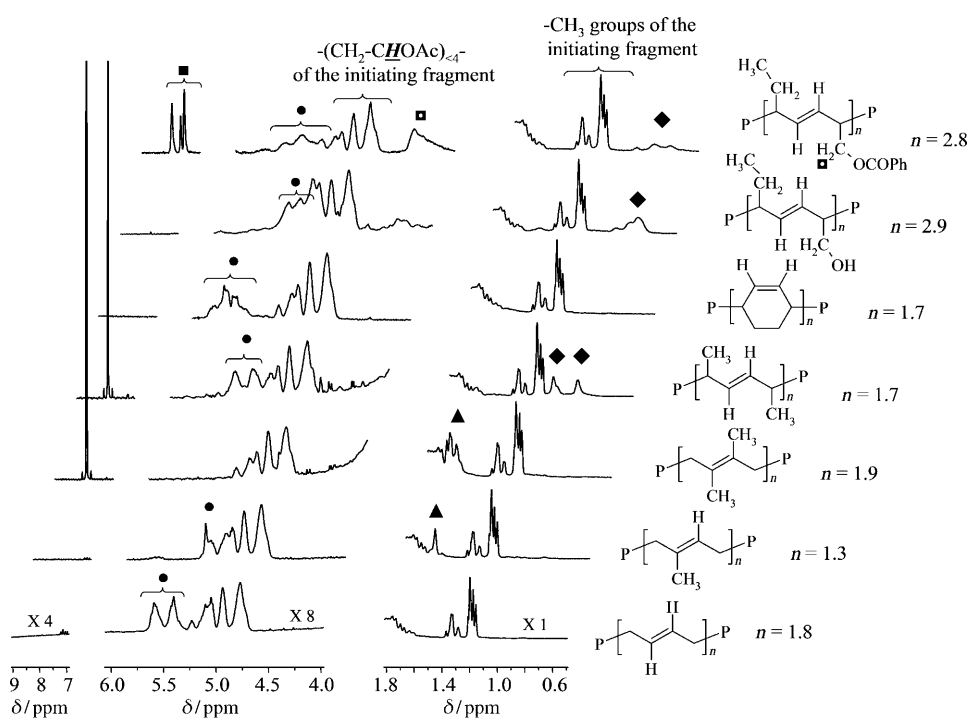 -(CH2-CHOAc)<4-
of the initiating fragment
-CH3 groups of the
initiating fragment
H3C
CH2 H
P P
n
H H2C
OCOPh
n = 2.8
H3C
CH2 H
P P
n
H H2C
OH
n = 2.9
H H
P P
n
n = 1.7
CH3 H
P P
n
H CH3
n = 1.7
CH3
P P
n
CH3
n = 1.9
H
P P
n
CH3
n = 1.3
X 4
X 8
X 1
II
P P
n
H
n = 1.8
9 8 7
6.0 5.5 5.0 4.5 4.0
1.8 1.4 1.0 0.6
δ/ppm
δ/ppm
δ/ppm